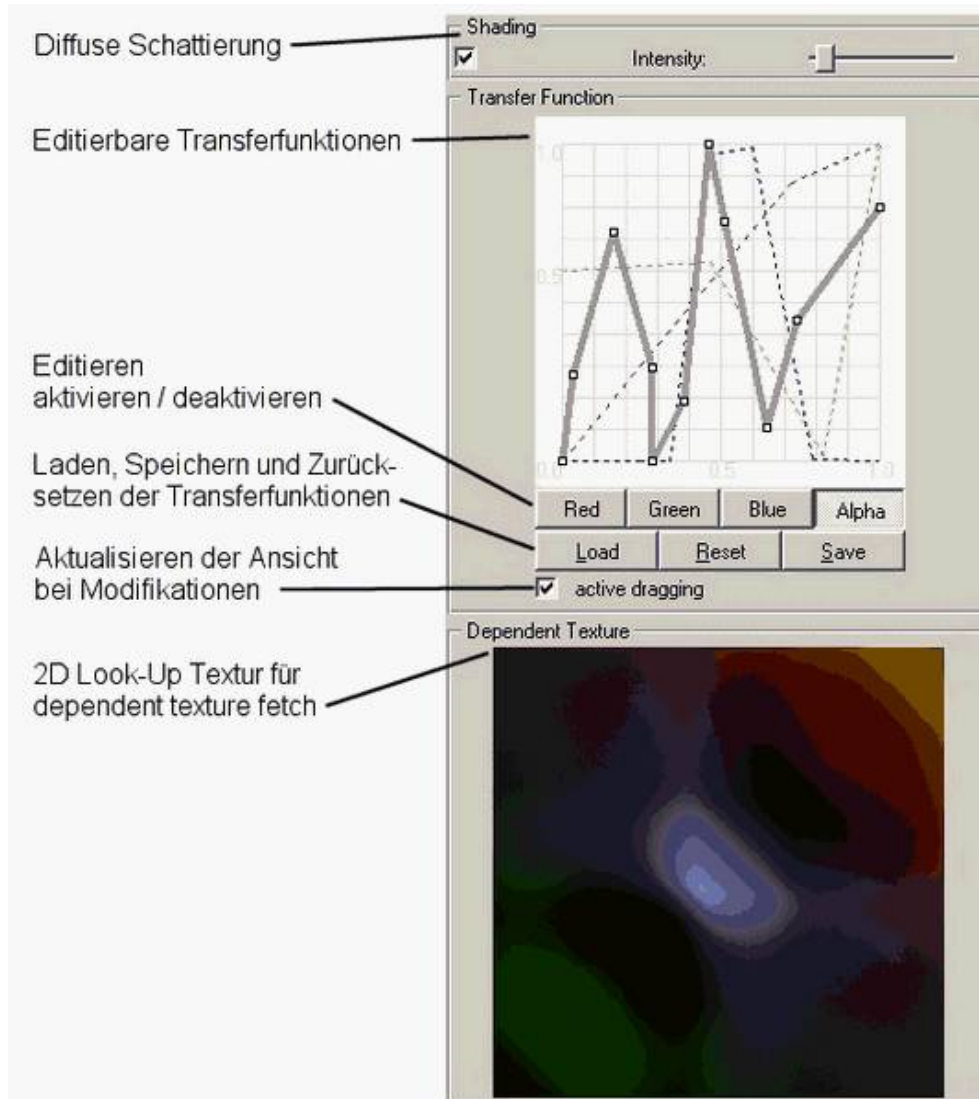 Diffuse Schattierung
Shading
Intensity:
Transfer Function
Editierbare Transferfunktionen
1.0
0.5
0.0
0.5
1.0
Editieren
aktivieren / deaktivieren
Red Green Blue Alpha
Laden, Speichern und Zurück-
setzen der Transferfunktionen
Load Reset Save
Aktualisieren der Ansicht
bei Modifikationen
active dragging
Dependent Texture
2D Look-Up Textur für
dependent texture fetch